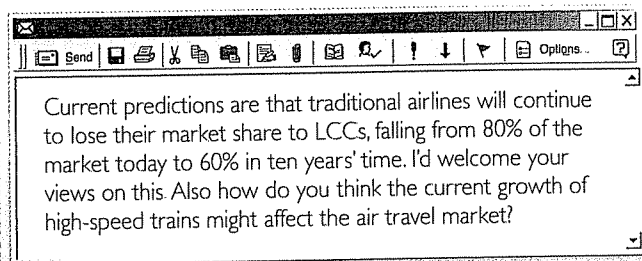 Send Options...
Current predictions are that traditional airlines will continue
to lose their market share to LCCs, falling from 80% of the
market today to 60% in ten years' time. I'd welcome your
views on this. Also how do you think the current growth of
high-speed trains might affect the air travel market?